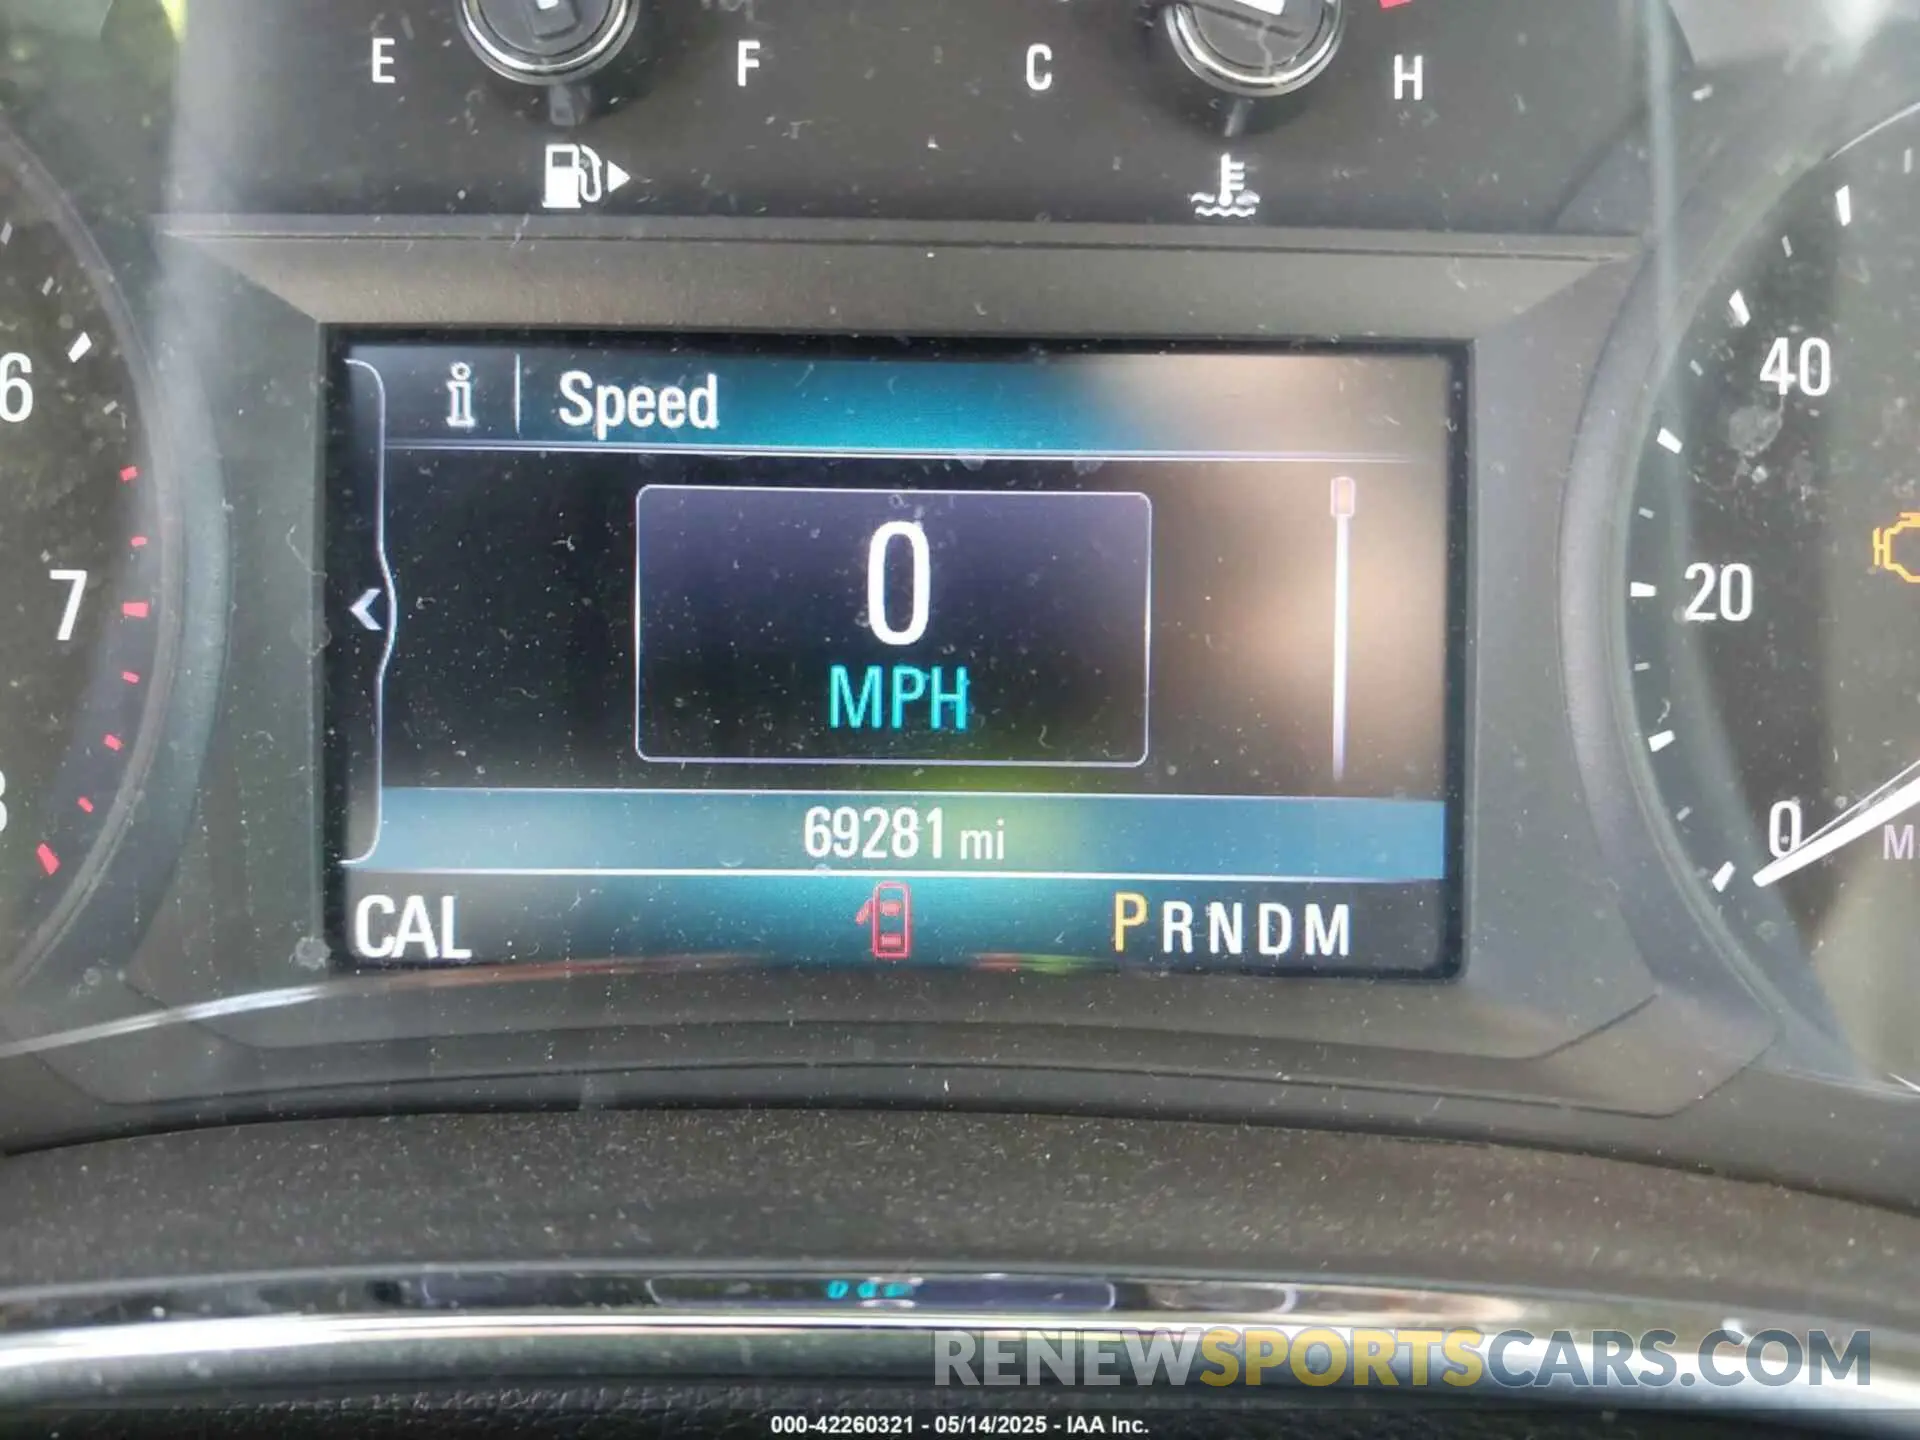 E F C H
6
Speed
40
0
7
20
MPH
69281 mi
0
CAL
PRNDM
RENEWSPORTSCARS.COM
000-42260321 - 05/14/2025 - IAA Inc.